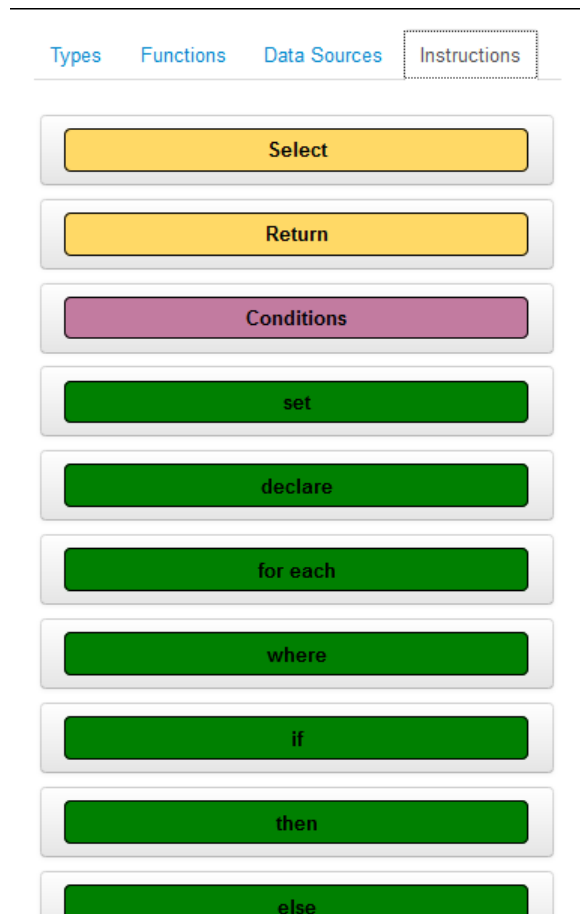 Types Functions Data Sources Instructions
Select
Return
Conditions
set
declare
for each
where
if
then
else